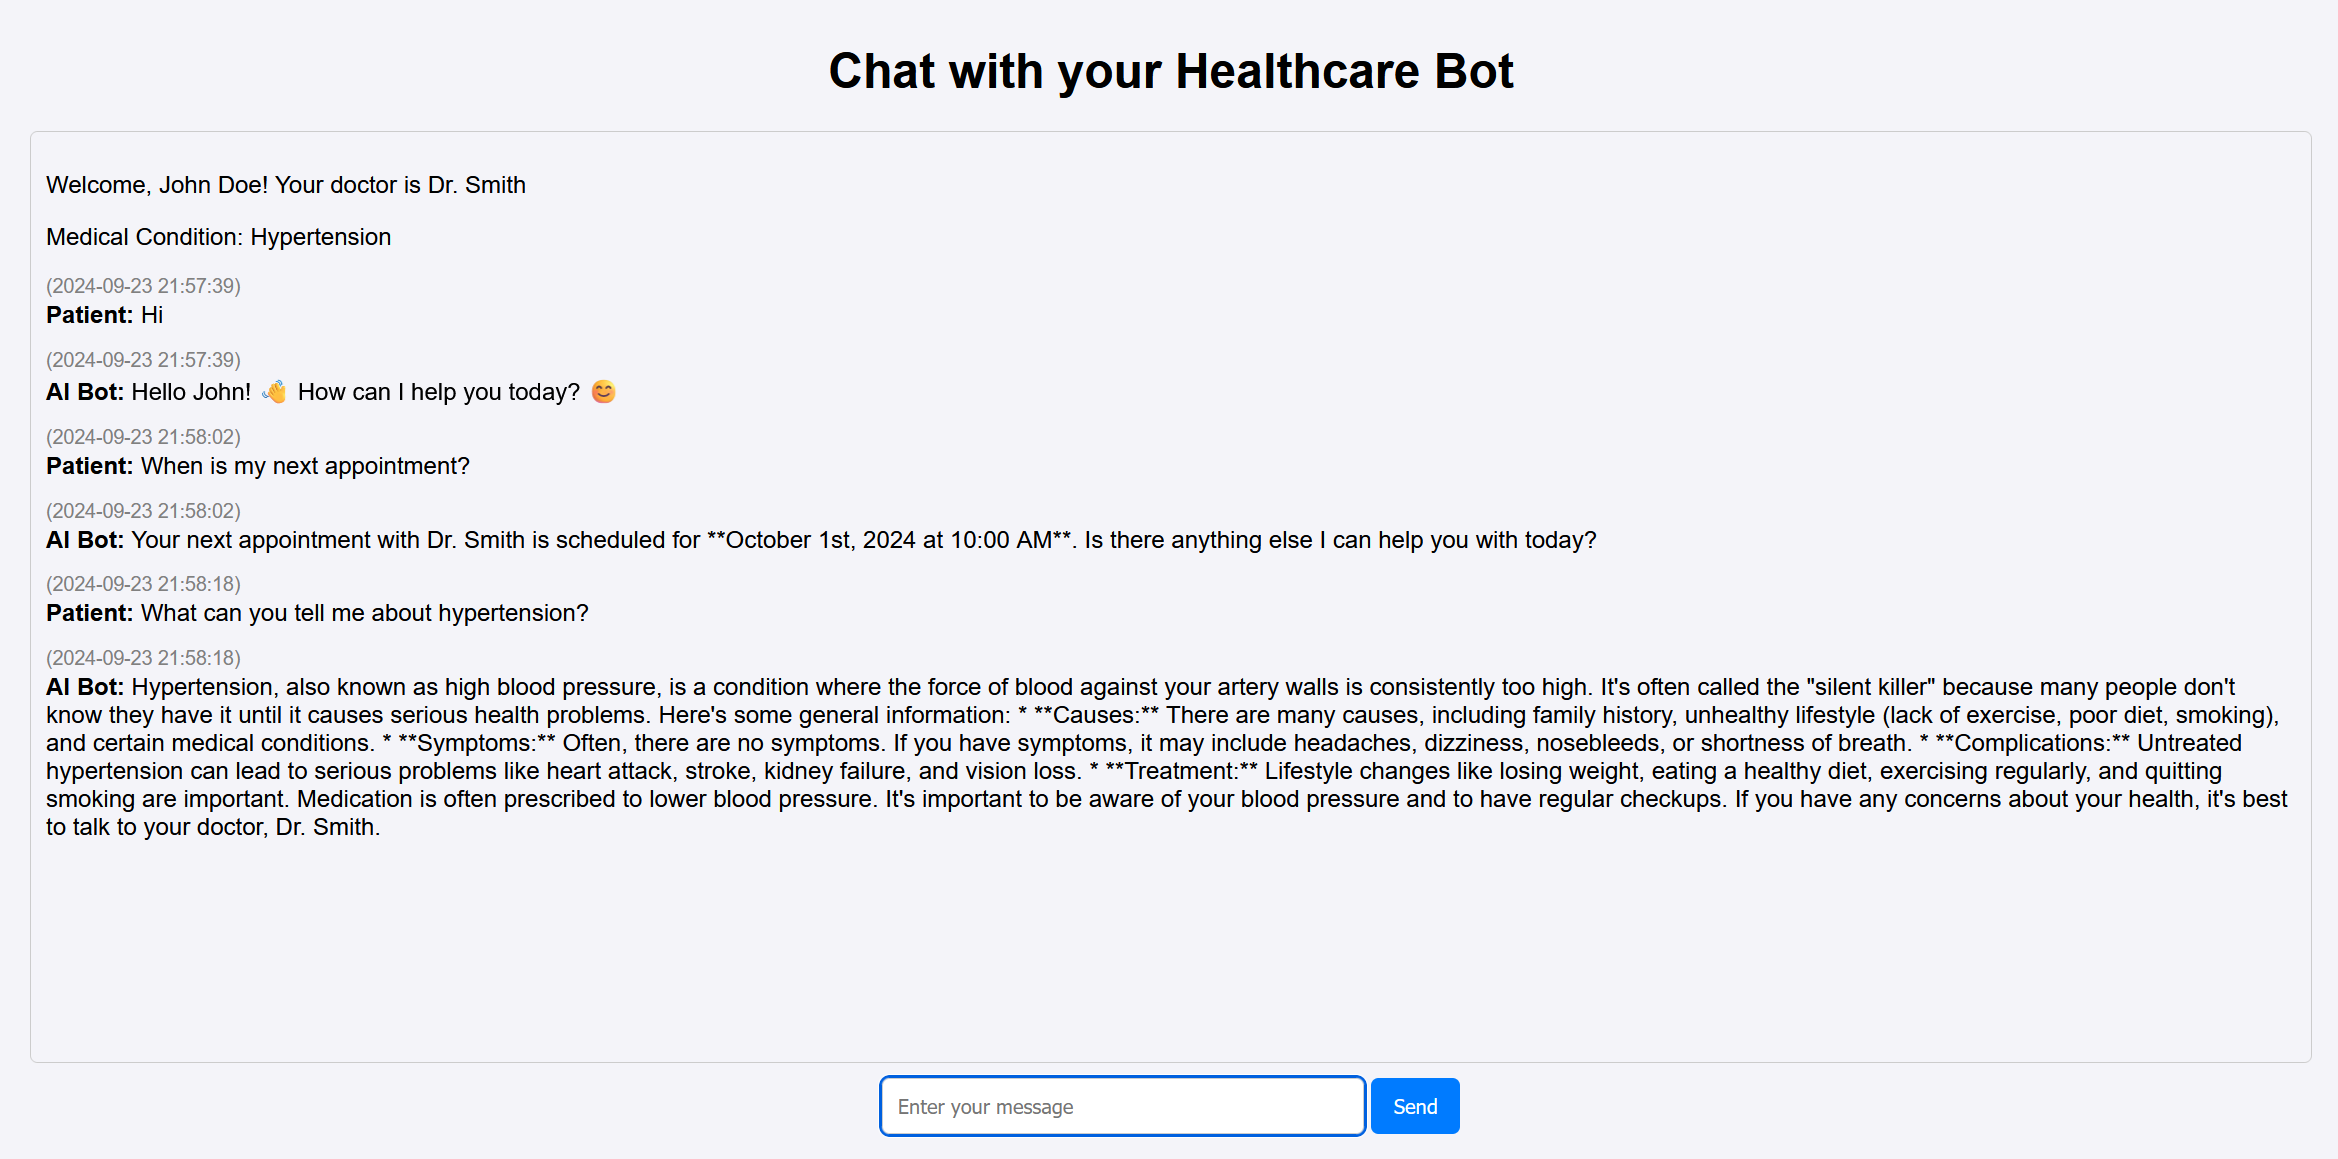 Chat with your Healthcare Bot
Welcome, John Doe! Your doctor is Dr. Smith
Medical Condition: Hypertension
(2024-09-23 21:57:39)
Patient: Hi
(2024-09-23 21:57:39)
AI Bot: Hello John! 👋 How can I help you today? 😊
(2024-09-23 21:58:02)
Patient: When is my next appointment?
(2024-09-23 21:58:02)
AI Bot: Your next appointment with Dr. Smith is scheduled for **October 1st, 2024 at 10:00 AM**. Is there anything else I can help you with today?
(2024-09-23 21:58:18)
Patient: What can you tell me about hypertension?
(2024-09-23 21:58:18)
AI Bot: Hypertension, also known as high blood pressure, is a condition where the force of blood against your artery walls is consistently too high. It's often called the "silent killer" because many people don't
know they have it until it causes serious health problems. Here's some general information: * **Causes:** There are many causes, including family history, unhealthy lifestyle (lack of exercise, poor diet, smoking),
and certain medical conditions. * **Symptoms:** Often, there are no symptoms. If you have symptoms, it may include headaches, dizziness, nosebleeds, or shortness of breath. * **Complications:** Untreated
hypertension can lead to serious problems like heart attack, stroke, kidney failure, and vision loss. * **Treatment:** Lifestyle changes like losing weight, eating a healthy diet, exercising regularly, and quitting
smoking are important. Medication is often prescribed to lower blood pressure. It's important to be aware of your blood pressure and to have regular checkups. If you have any concerns about your health, it's best
to talk to your doctor, Dr. Smith.
Enter your message
Send